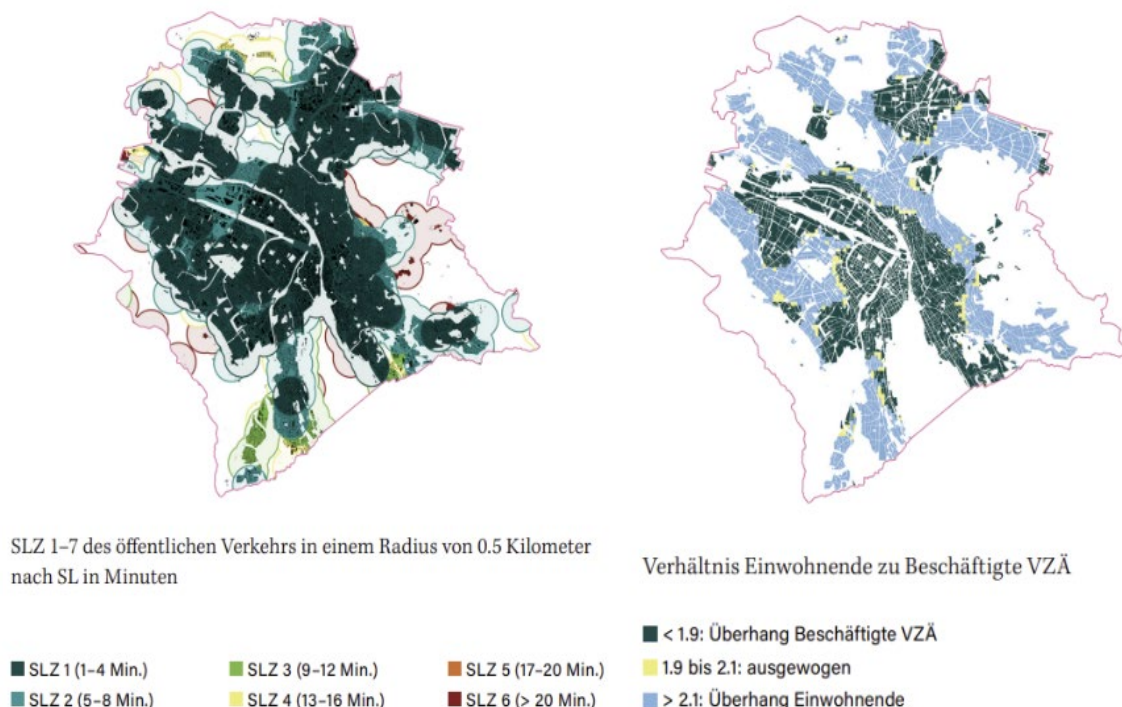 SLZ 1–7 des öffentlichen Verkehrs in einem Radius von 0.5 Kilometer
nach SL in Minuten
SLZ 1 (1–4 Min.)
SLZ 3 (9–12 Min.)
SLZ 5 (17–20 Min.)
SLZ 2 (5–8 Min.)
SLZ 4 (13–16 Min.)
SLZ 6 (> 20 Min.)
Verhältnis Einwohnende zu Beschäftigte VZÄ
< 1.9: Überhang Beschäftigte VZÄ
1.9 bis 2.1: ausgewogen
> 2.1: Überhang Einwohnende